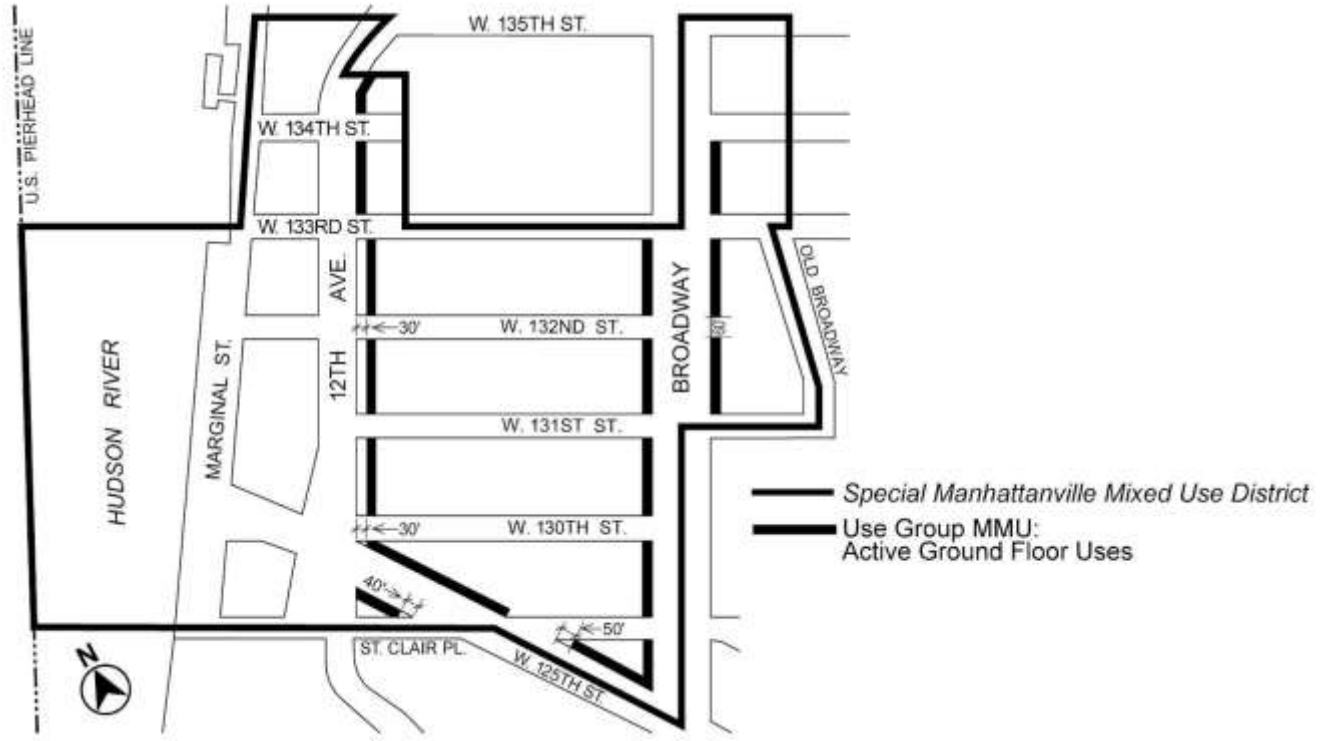 W. 135TH ST.
U.S. PIERHEAD LINE
W. 134TH ST.
W. 133RD ST.
AVE.
12TH
BROADWAY
OLD BROADWAY
30'
W. 132ND ST.
60'
HUDSON RIVER
MARGINAL ST.
W. 131ST ST.
Special Manhattanville Mixed Use District
30'
W. 130TH ST.
Use Group MMU:
Active Ground Floor Uses
40'
50'
ST. CLAIR PL.
W. 125TH ST.
N